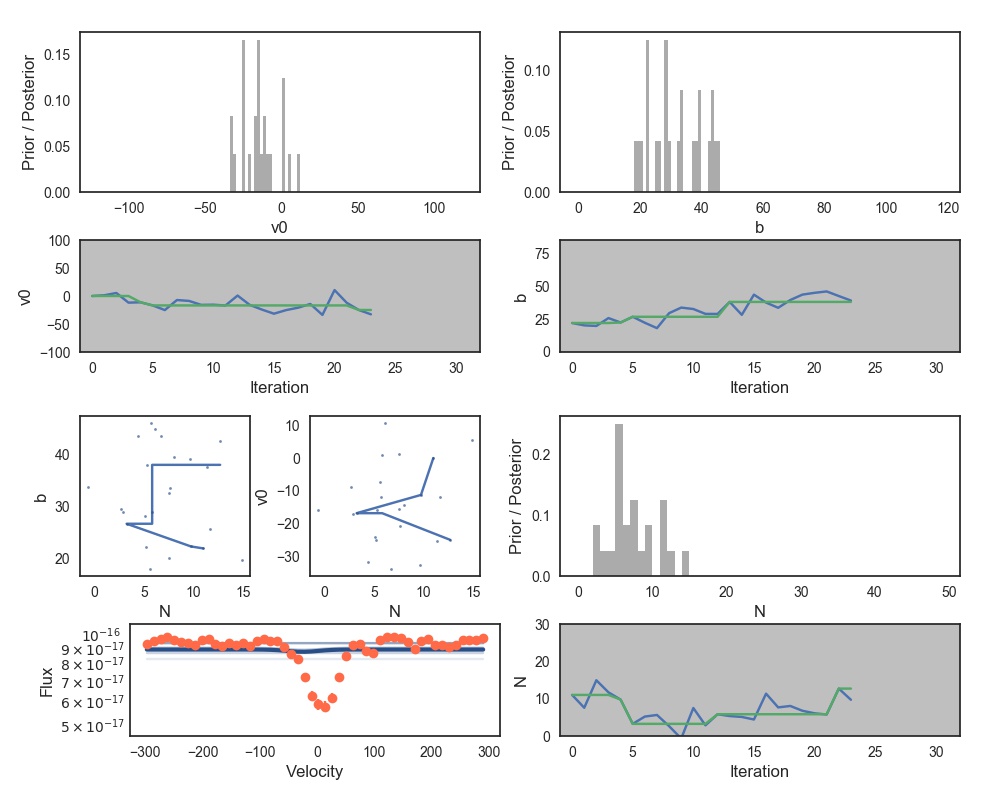 Prior / Posterior
0.15
0.10
0.05
0.00
−100 −50 0 50 100
v0
Prior / Posterior
0.10
0.05
0.00
0 20 40 60 80 100 120
b
v0
100
50
0
−50
−100
0 5 10 15 20 25 30
Iteration
b
75
50
25
0
0 5 10 15 20 25 30
Iteration
b
40
30
20
0 5 10 15
N
v0
10
0
−10
−20
−30
0 5 10 15
N
Prior / Posterior
0.2
0.1
0.0
0 10 20 30 40 50
N
Flux
10⁻¹⁶
9 × 10⁻¹⁷
8 × 10⁻¹⁷
7 × 10⁻¹⁷
6 × 10⁻¹⁷
5 × 10⁻¹⁷
−300 −200 −100 0 100 200 300
Velocity
N
30
20
10
0
0 5 10 15 20 25 30
Iteration